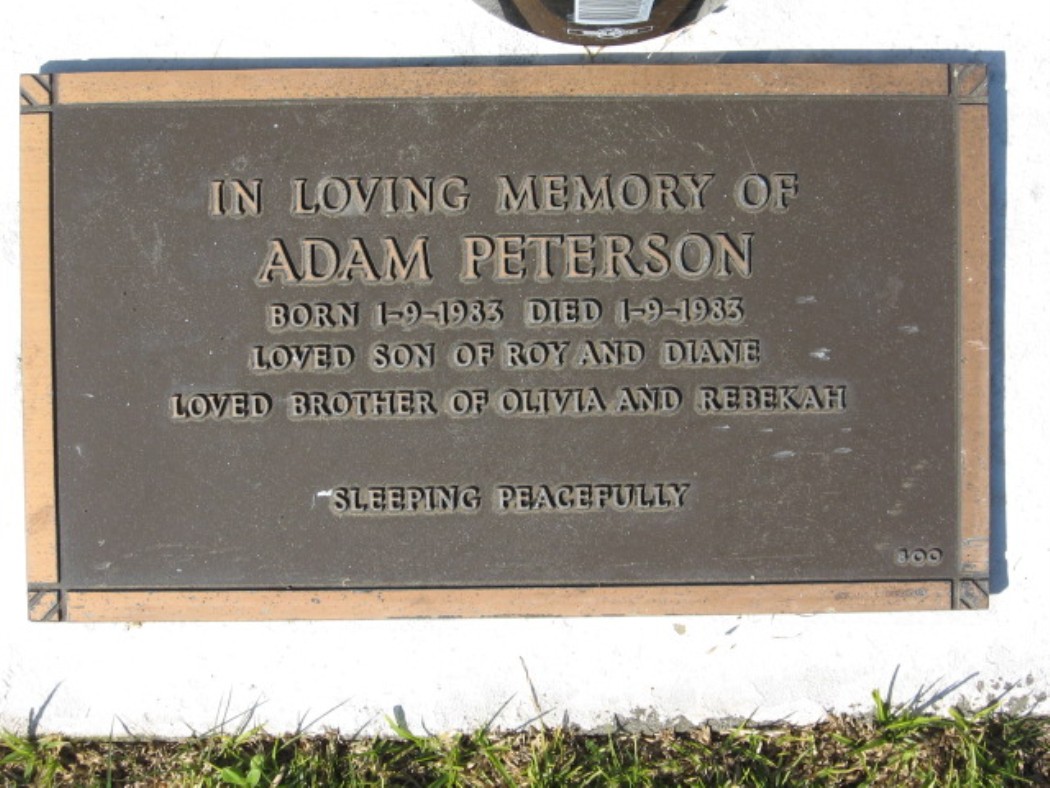 IN LOVING MEMORY OF
ADAM PETERSON
BORN 1-9-1983 DIED 1-9-1983
LOVED SON OF ROY AND DIANE
LOVED BROTHER OF OLIVIA AND REBEKAH
SLEEPING PEACEFULLY